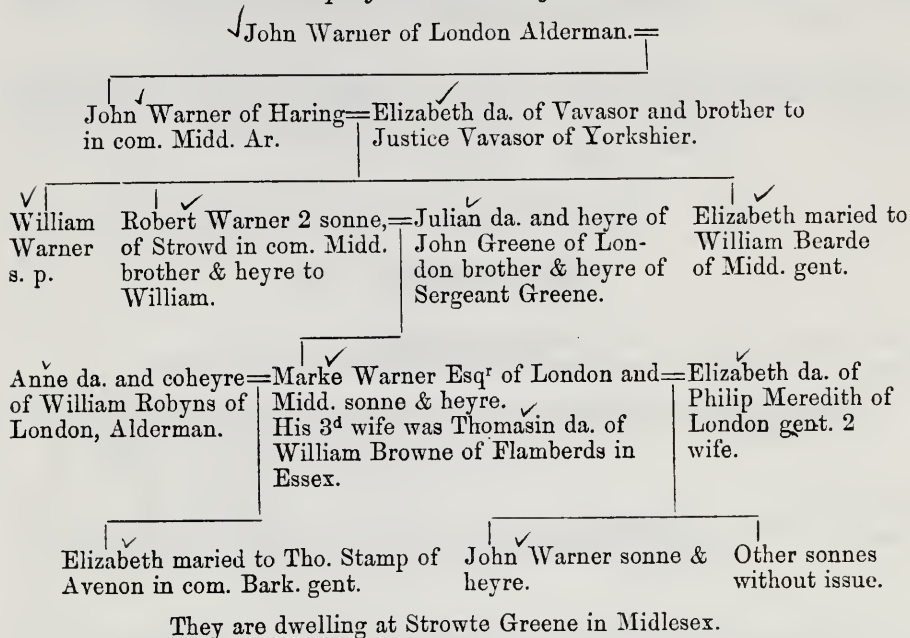 John Warner of London Alderman.=
John Warner of Haring=Elizabeth da. of Vavasor and brother to
in com. Midd. Ar. Justice Vavasor of Yorkshier.
William
Warner
s. p.
Robert Warner 2 sonne,=
of Strowd in com. Midd.
brother & heyre to
William.
Julian da. and heyre of
John Greene of Lon-
don brother & heyre of
Sergeant Greene.
Elizabeth maried to
William Bearde
of Midd. gent.
Anne da. and coheyre=
of William Robyns of
London, Alderman.
Marke Warner Esqʳ of London and=
Midd. sonne & heyre.
His 3ᵈ wife was Thomasin da. of
William Browne of Flamberds in
Essex.
Elizabeth da. of
Philip Meredith of
London gent. 2
wife.
Elizabeth maried to Tho. Stamp of
Avenon in com. Bark. gent.
John Warner sonne &
heyre.
Other sonnes
without issue.
They are dwelling at Strowte Greene in Midlesex.